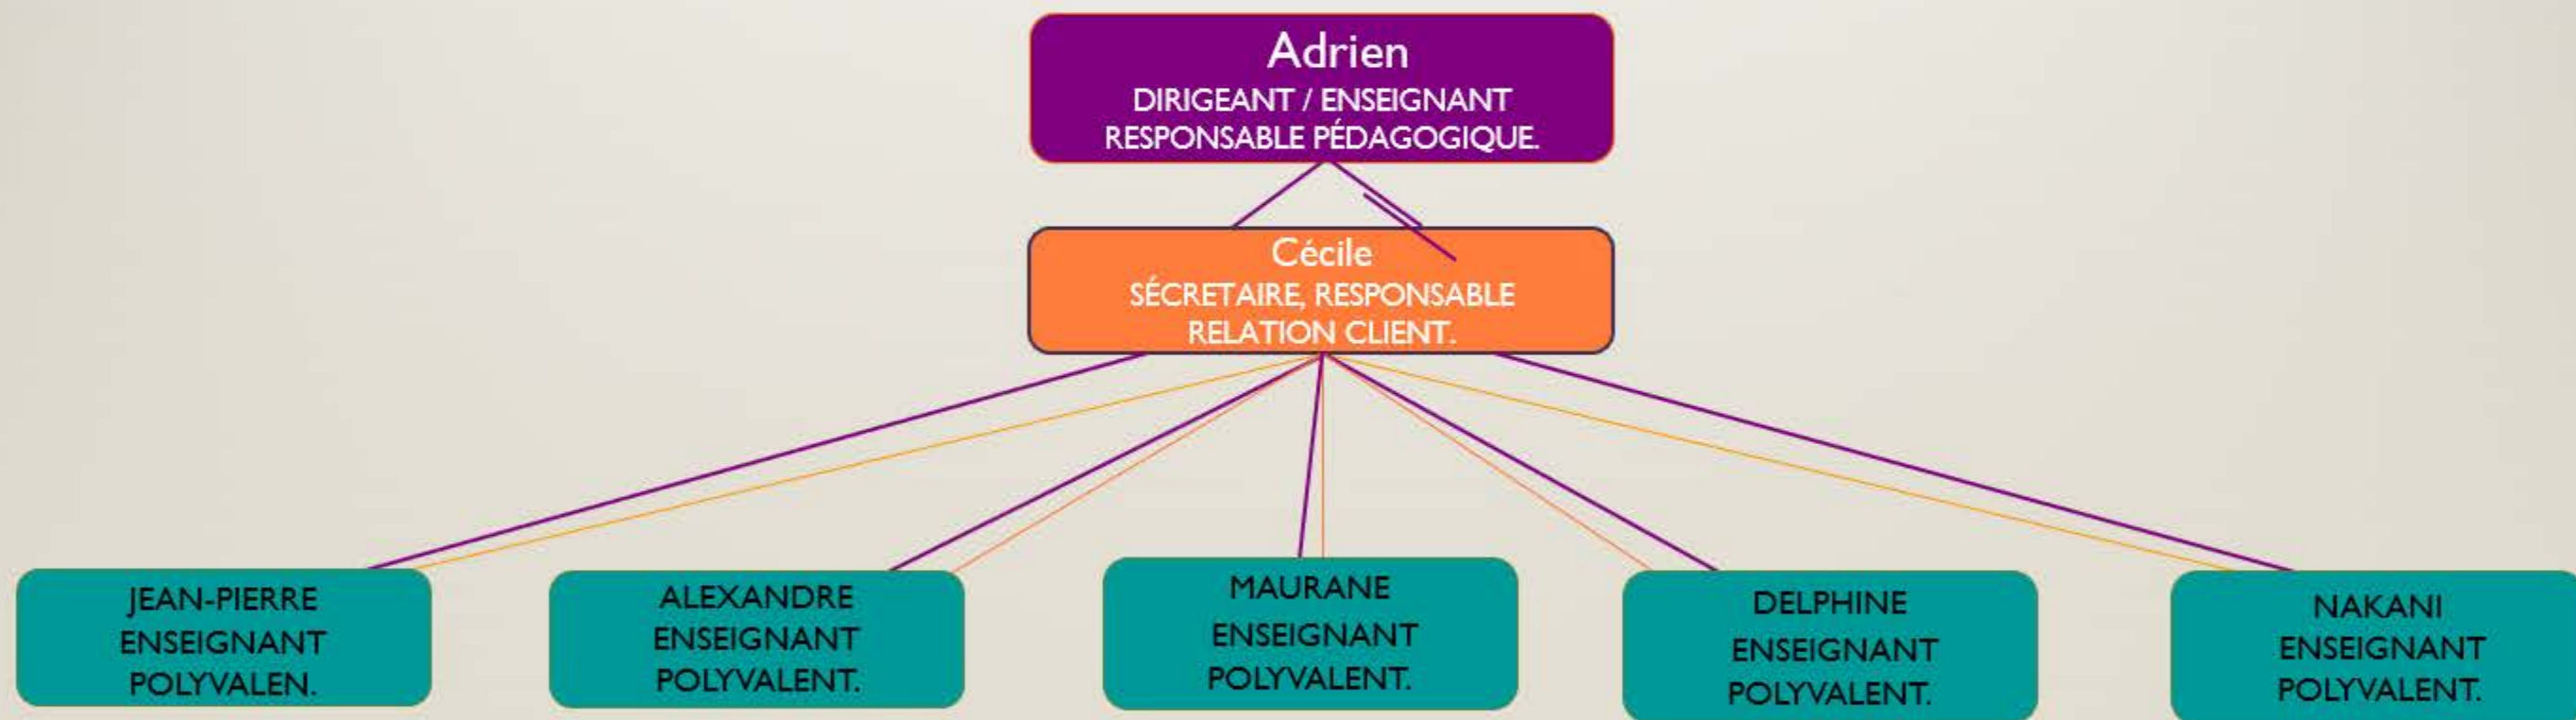 Adrien
DIRIGEANT / ENSEIGNANT
RESPONSABLE PÉDAGOGIQUE.
Cécile
SÉCRETAIRE, RESPONSABLE
RELATION CLIENT.
JEAN-PIERRE
ENSEIGNANT
POLYVALEN.
ALEXANDRE
ENSEIGNANT
POLYVALENT.
MAURANE
ENSEIGNANT
POLYVALENT.
DELPHINE
ENSEIGNANT
POLYVALENT.
NAKANI
ENSEIGNANT
POLYVALENT.